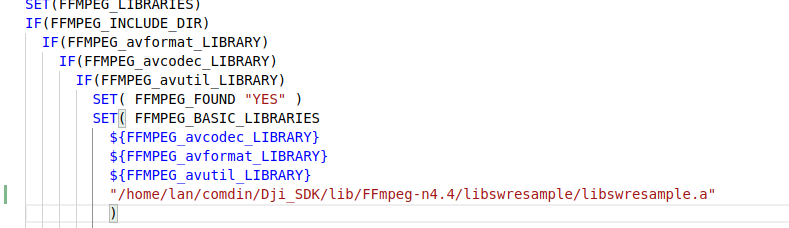 SET(FFMPEG_LIBRARIES)
IF(FFMPEG_INCLUDE_DIR)
IF(FFMPEG_avformat_LIBRARY)
IF(FFMPEG_avcodec_LIBRARY)
IF(FFMPEG_avutil_LIBRARY)
SET( FFMPEG_FOUND "YES" )
SET( FFMPEG_BASIC_LIBRARIES
${FFMPEG_avcodec_LIBRARY}
${FFMPEG_avformat_LIBRARY}
${FFMPEG_avutil_LIBRARY}
"/home/lan/comdin/Dji_SDK/lib/FFmpeg-n4.4/libswresample/libswresample.a"
)